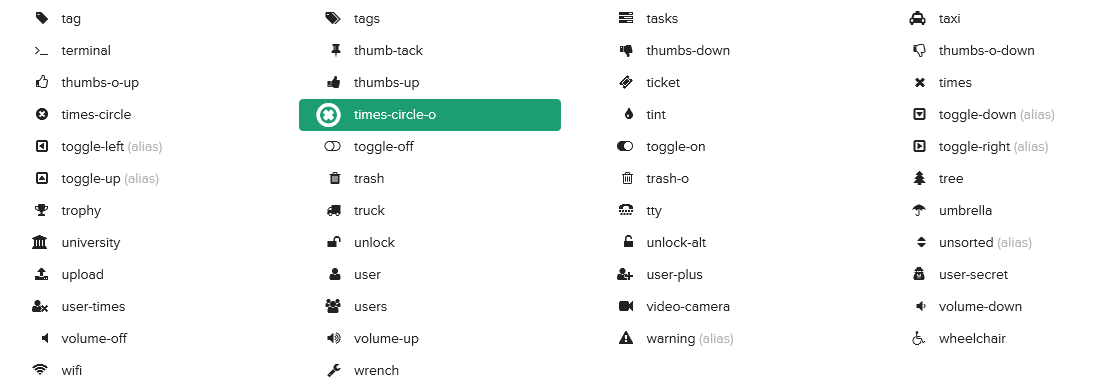 tag tags tasks taxi
terminal thumb-tack thumbs-down thumbs-o-down
thumbs-o-up thumbs-up ticket times
times-circle times-circle-o tint toggle-down (alias)
toggle-left (alias) toggle-off toggle-on toggle-right (alias)
toggle-up (alias) trash trash-o tree
trophy truck tty umbrella
university unlock unlock-alt unsorted (alias)
upload user user-plus user-secret
user-times users video-camera volume-down
volume-off volume-up warning (alias) wheelchair
wifi wrench